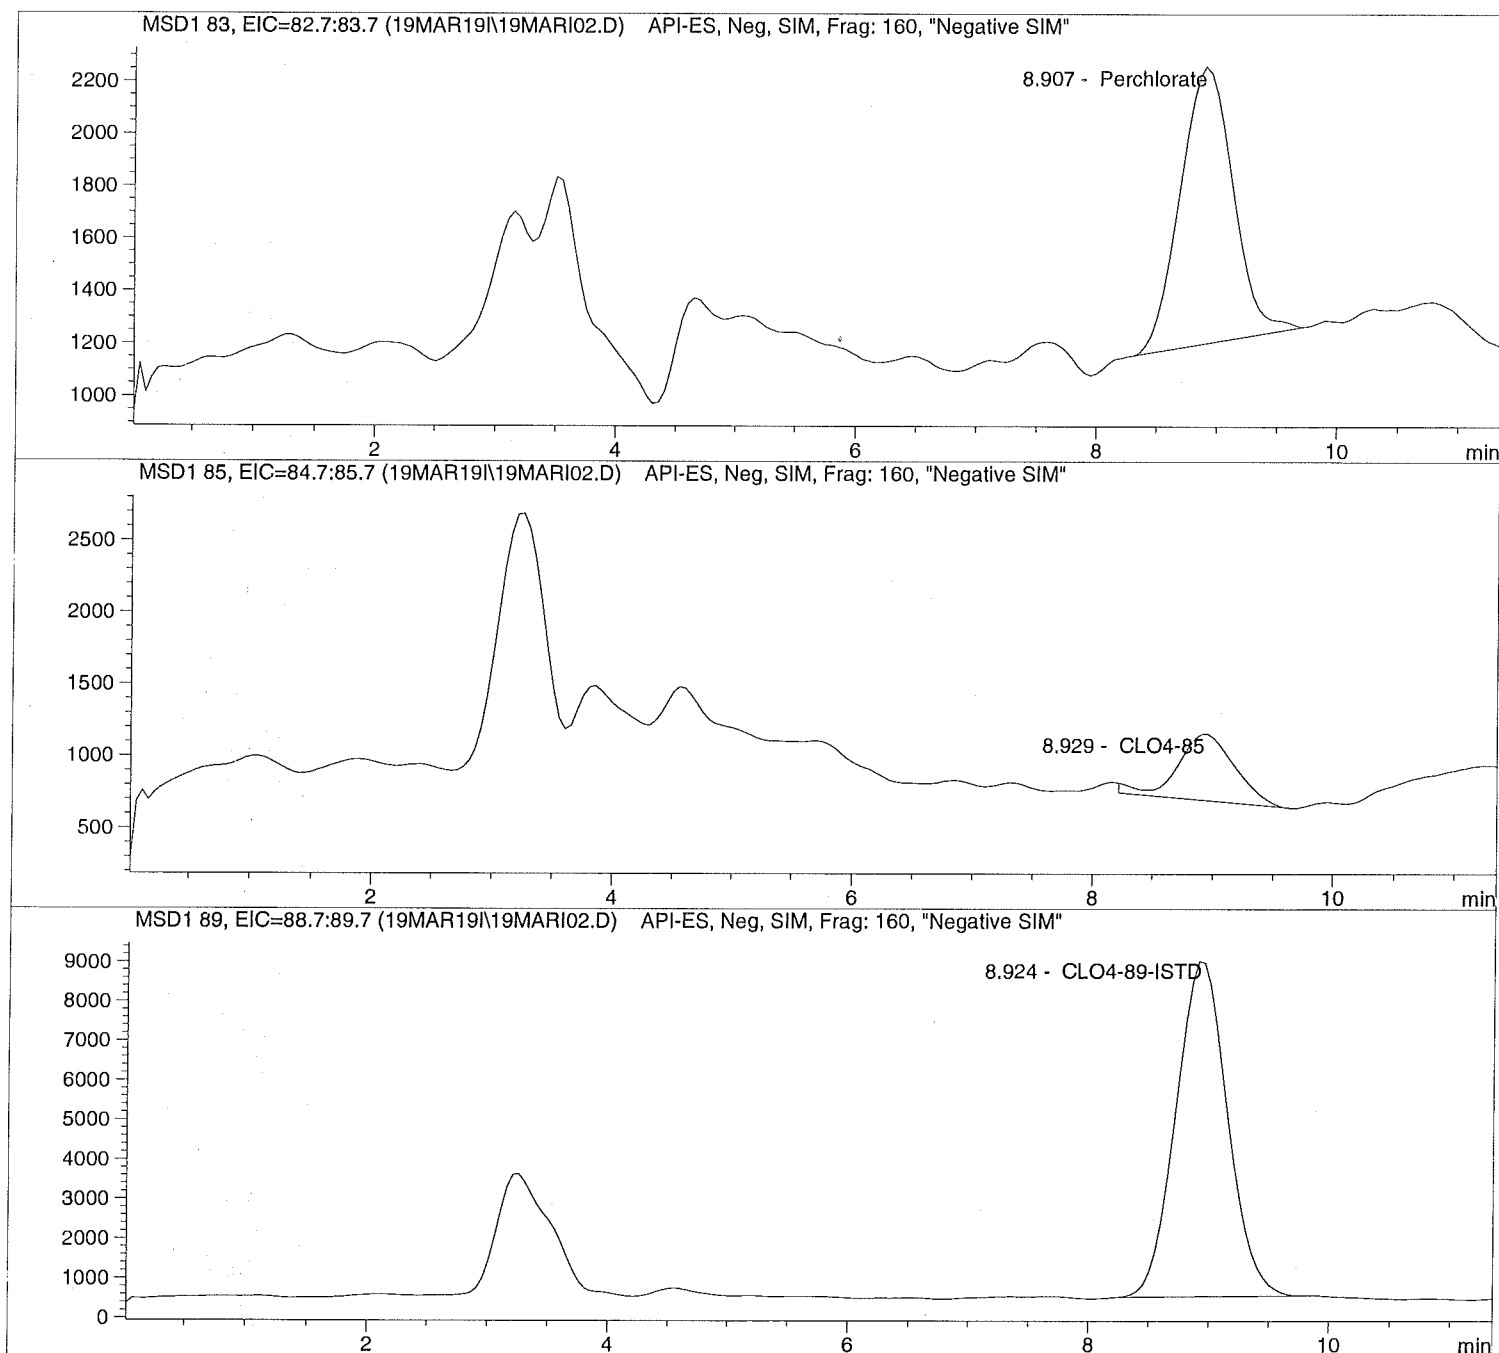 MSD1 83, EIC=82.7:83.7 (19MAR19I\19MARI02.D) API-ES, Neg, SIM, Frag: 160, "Negative SIM"
8.907 - Perchlorate
2200
2000
1800
1600
1400
1200
1000
2 4 6 8 10 min
MSD1 85, EIC=84.7:85.7 (19MAR19I\19MARI02.D) API-ES, Neg, SIM, Frag: 160, "Negative SIM"
2500
2000
1500
1000
8.929 - CLO4-85
500
2 4 6 8 10 min
MSD1 89, EIC=88.7:89.7 (19MAR19I\19MARI02.D) API-ES, Neg, SIM, Frag: 160, "Negative SIM"
9000
8.924 - CLO4-89-ISTD
8000
7000
6000
5000
4000
3000
2000
1000
0
2 4 6 8 10 min